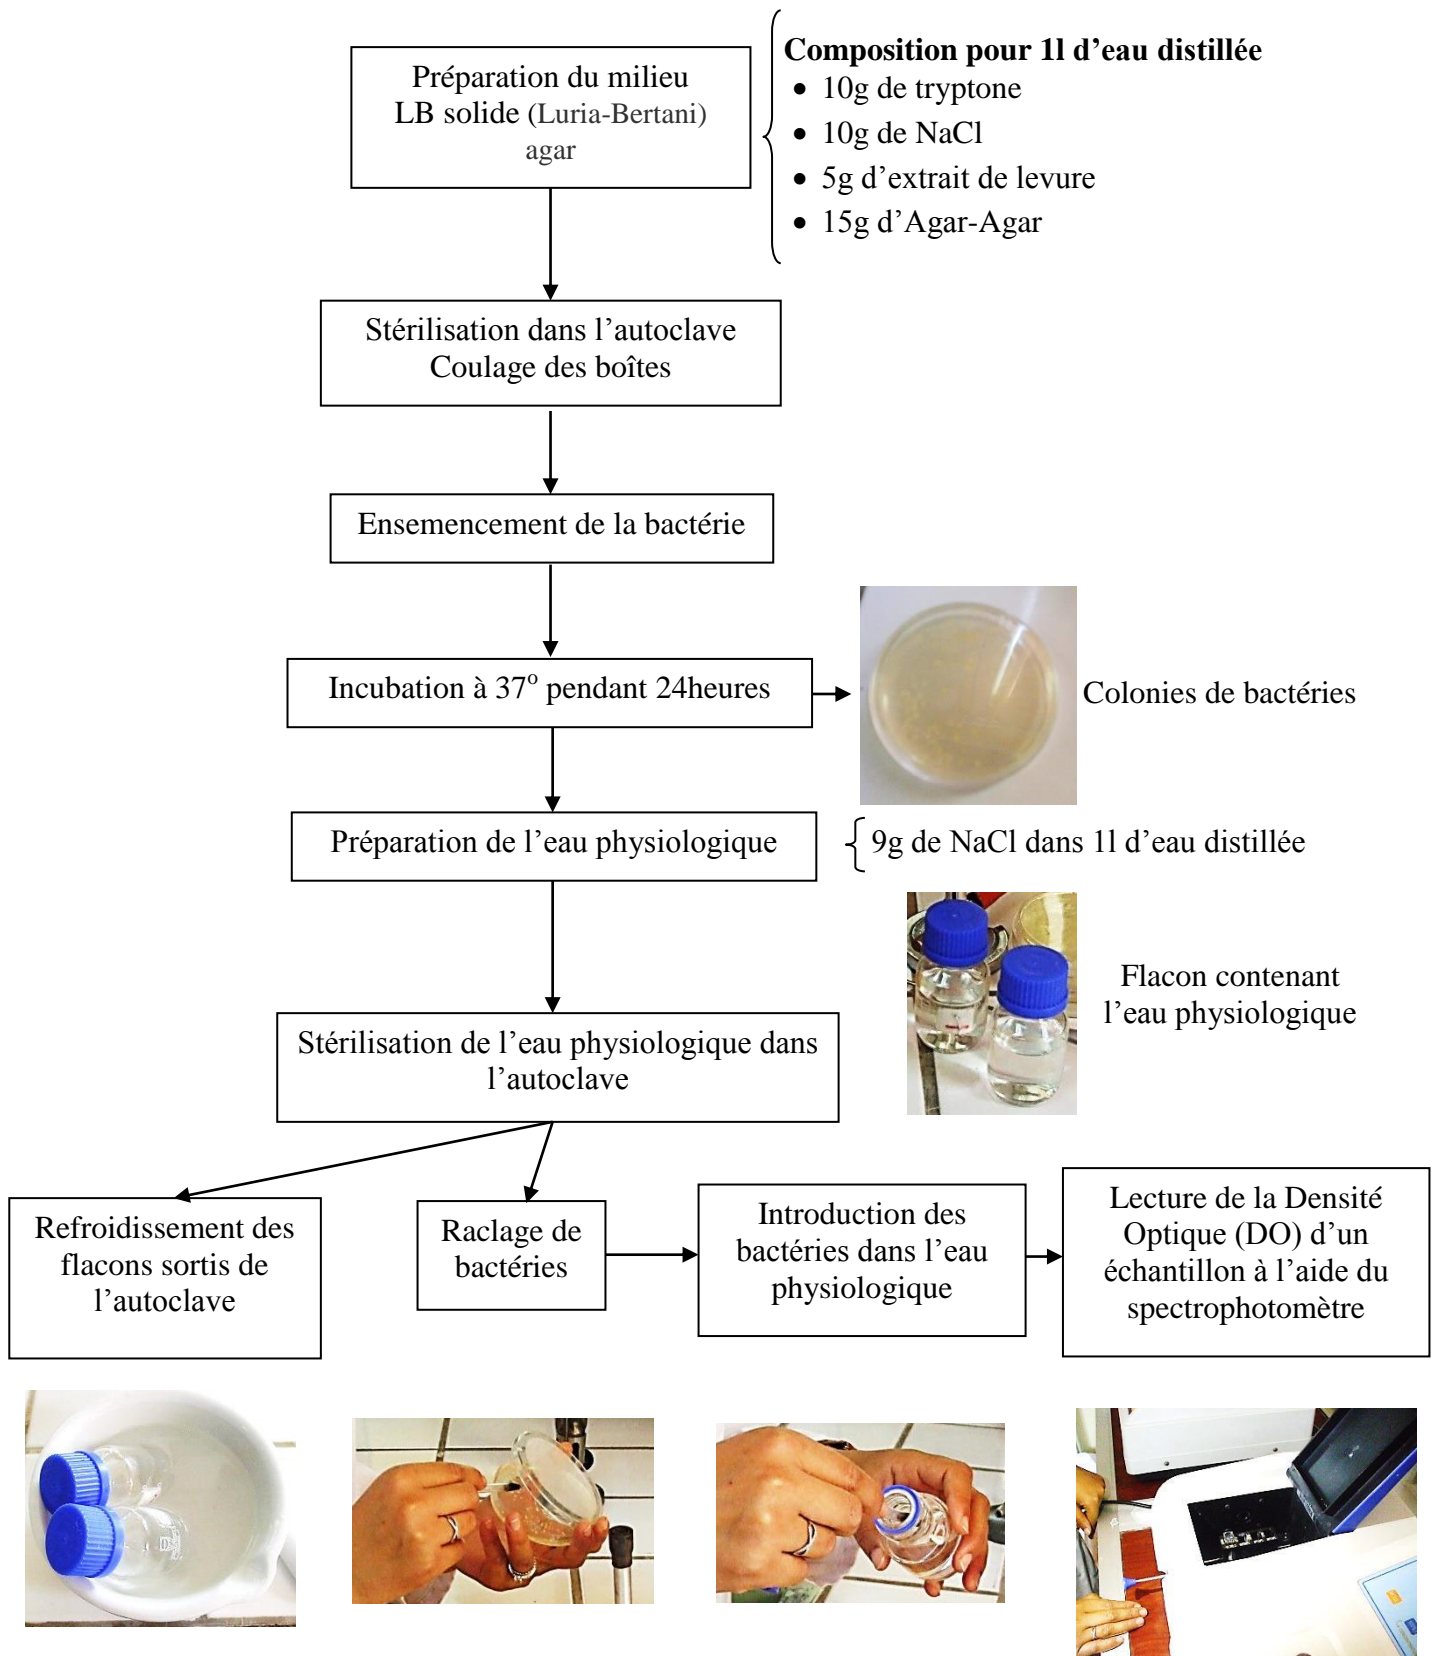 Préparation du milieu
LB solide (Luria-Bertani)
agar
Composition pour 1l d’eau distillée
• 10g de tryptone
• 10g de NaCl
• 5g d’extrait de levure
• 15g d’Agar-Agar
Stérilisation dans l’autoclave
Coulage des boîtes
Ensemencement de la bactérie
Incubation à 37° pendant 24heures
Colonies de bactéries
Préparation de l’eau physiologique
9g de NaCl dans 1l d’eau distillée
Flacon contenant
l’eau physiologique
Stérilisation de l’eau physiologique dans
l’autoclave
Refroidissement des
flacons sortis de
l’autoclave
Raclage de
bactéries
Introduction des
bactéries dans l’eau
physiologique
Lecture de la Densité
Optique (DO) d’un
échantillon à l’aide du
spectrophotomètre